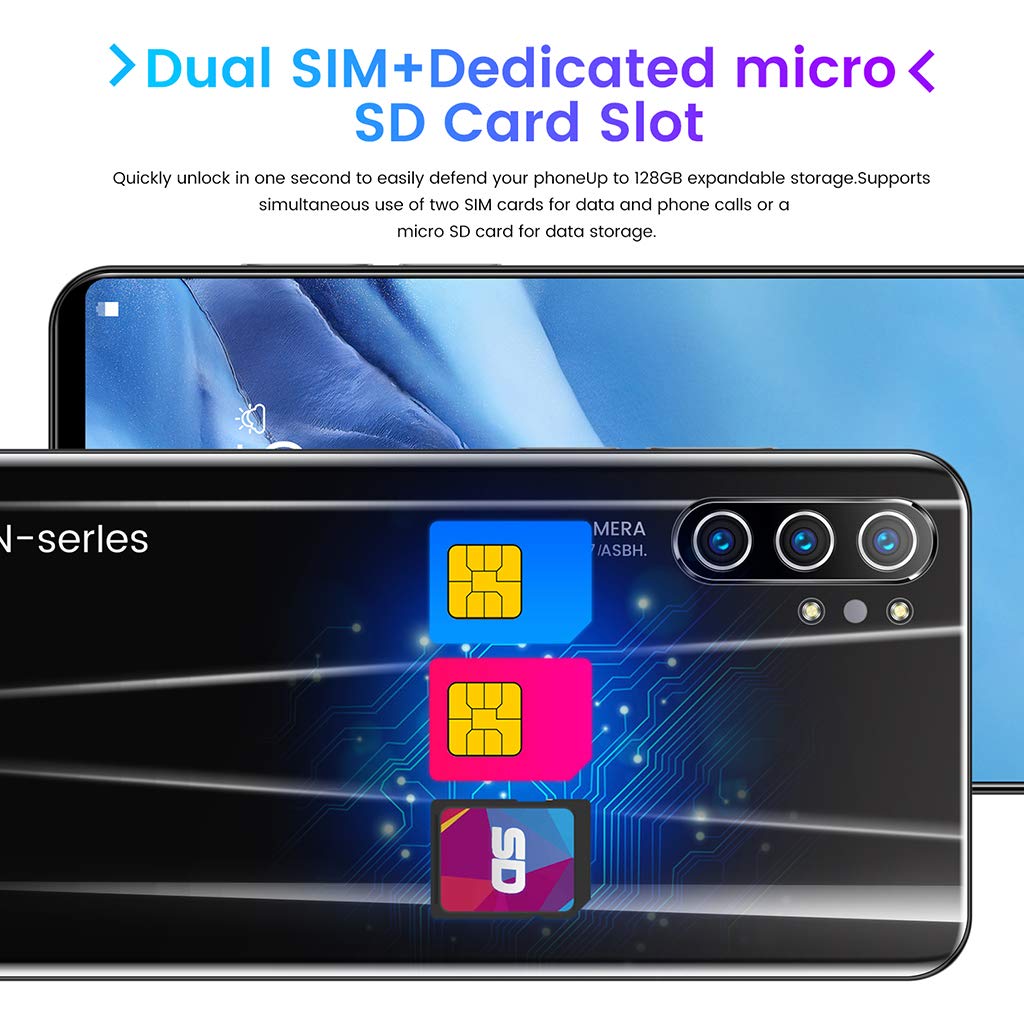 Dual SIM+Dedicated micro
SD Card Slot
Quickly unlock in one second to easily defend your phoneUp to 128GB expandable storage.Supports
simultaneous use of two SIM cards for data and phone calls or a
micro SD card for data storage.
N-serles
MERA
/ASBH.
SD